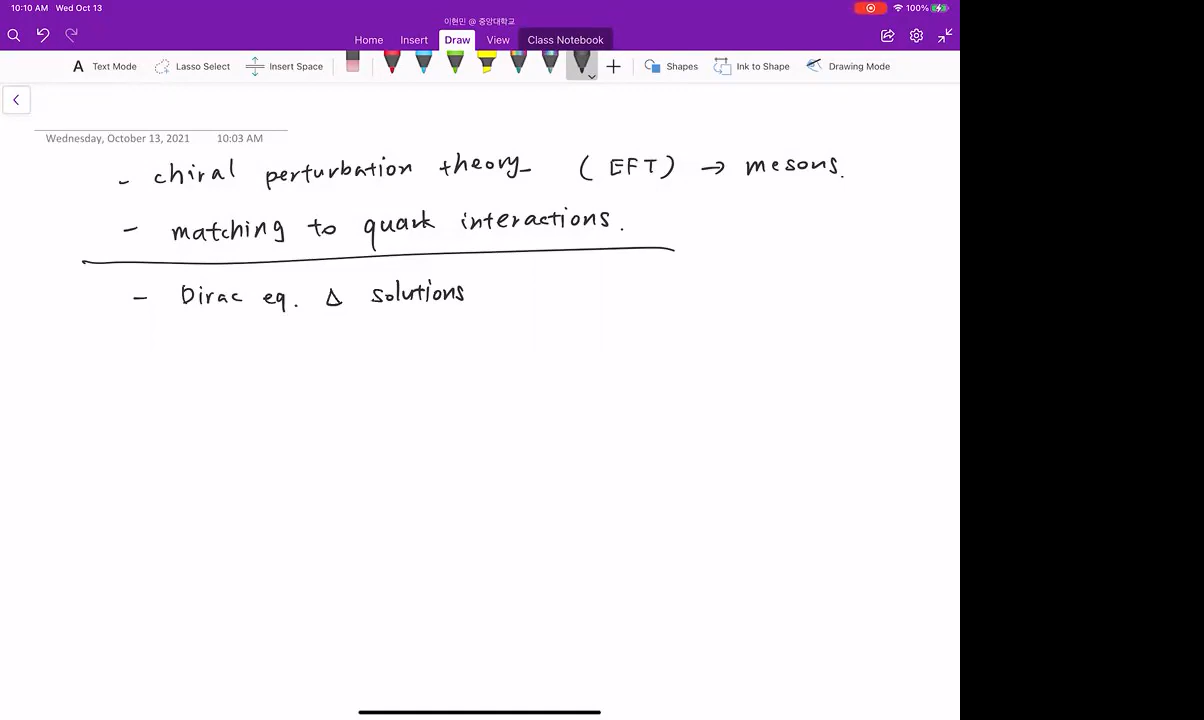 10:10 AM Wed Oct 13
100%
이현민 @ 중앙대학교
Home Insert Draw View Class Notebook
Text Mode Lasso Select Insert Space Shapes Ink to Shape Drawing Mode
Wednesday, October 13, 2021 10:03 AM
- chiral perturbation theory (EFT) → mesons.
- matching to quark interactions.
- Dirac eq. & solutions